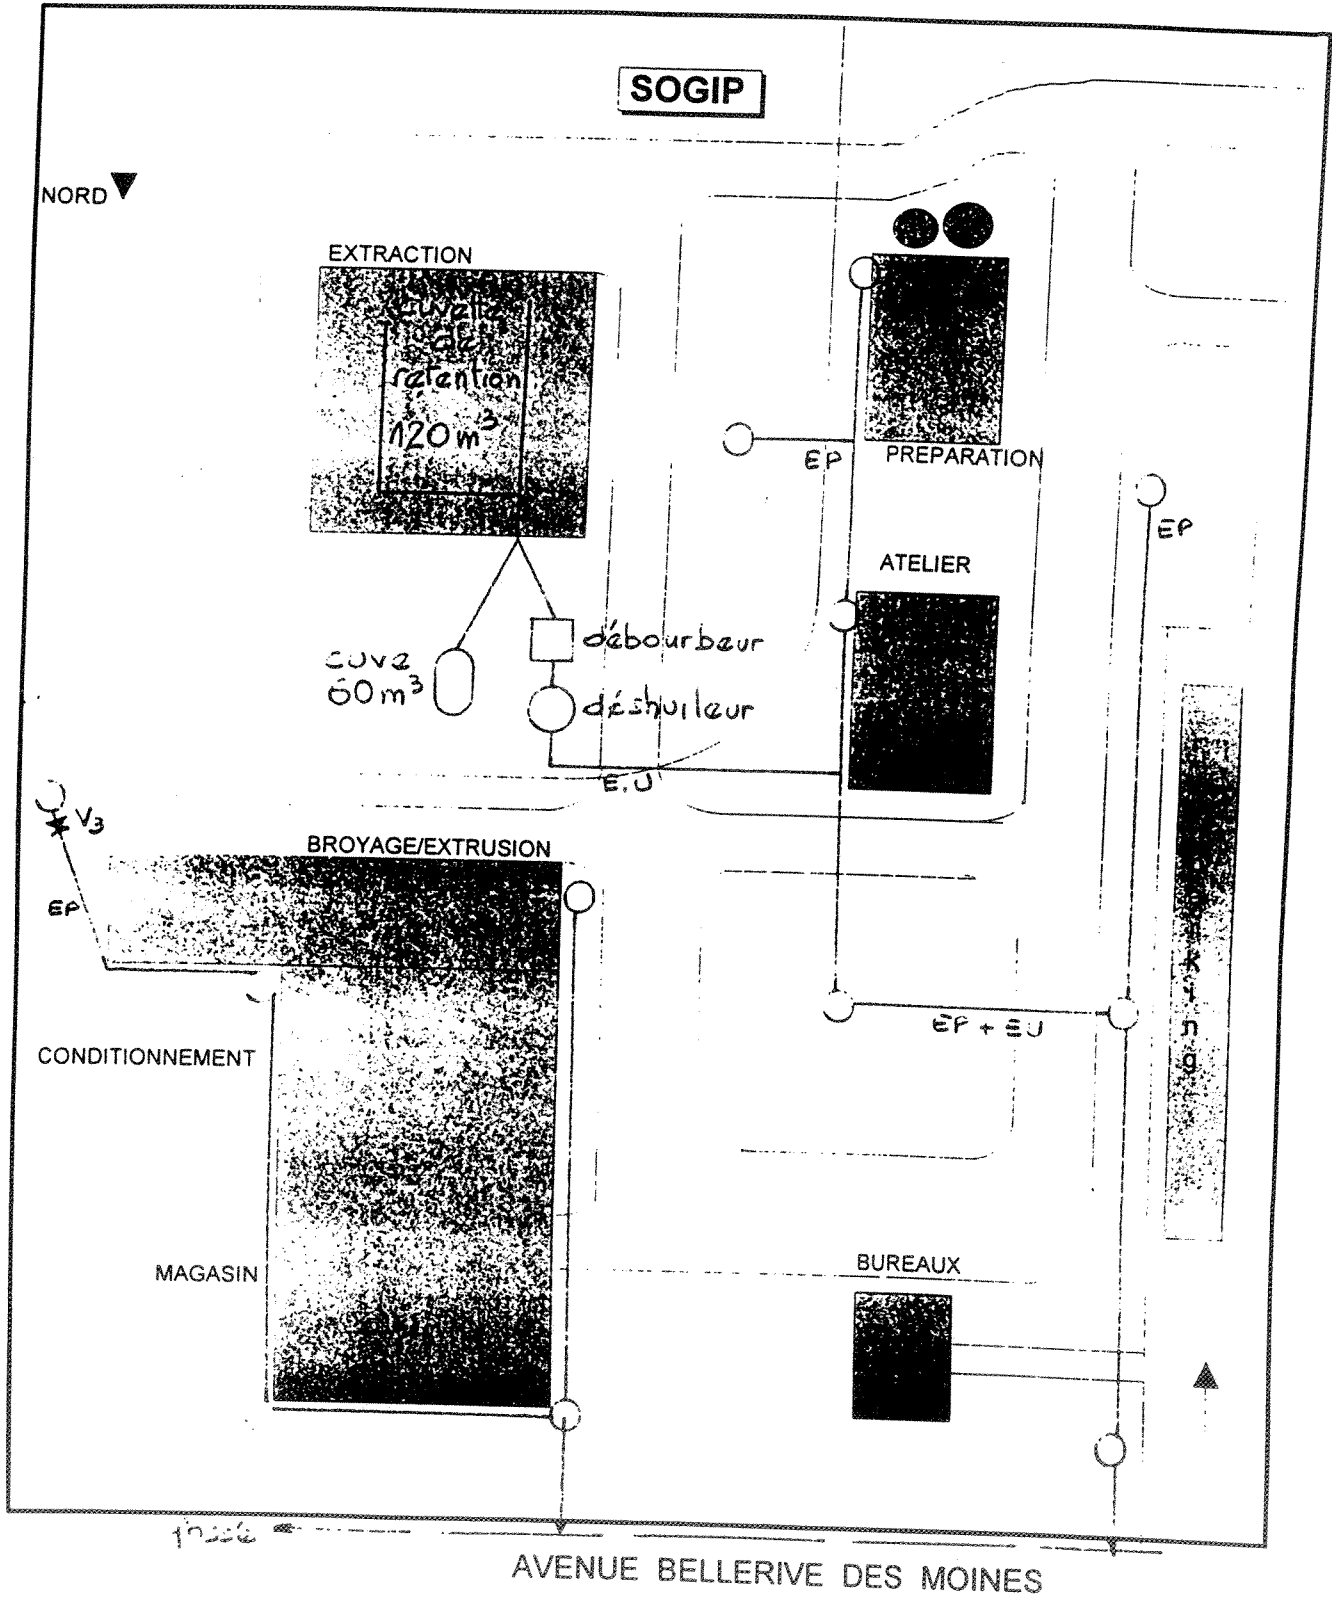 SOGIP
NORD
EXTRACTION
cuvette
de
retention
120 m³
EP
PREPARATION
EP
ATELIER
débourbeur
cuve
60 m³
déshuileur
E.U
V3
BROYAGE/EXTRUSION
EP
EP + EU
CONDITIONNEMENT
MAGASIN
BUREAUX
AVENUE BELLERIVE DES MOINES